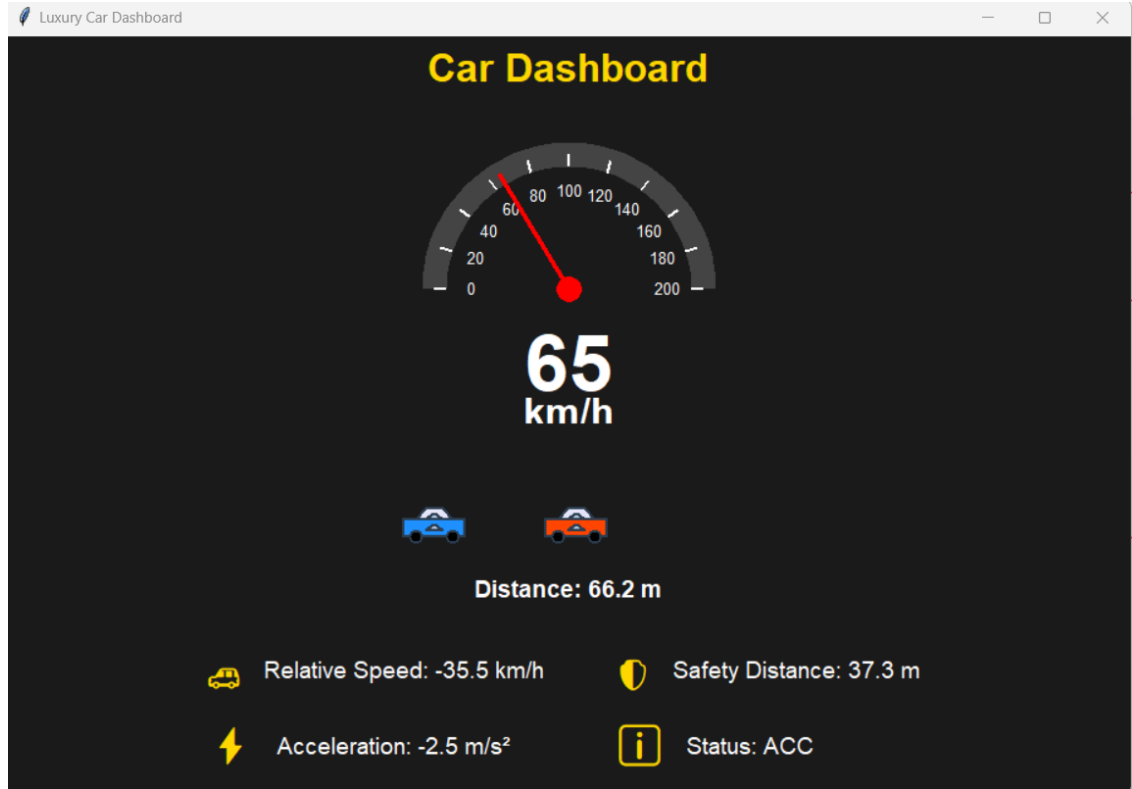 Luxury Car Dashboard
Car Dashboard
0
20
40
60
80
100
120
140
160
180
200
65
km/h
Distance: 66.2 m
Relative Speed: -35.5 km/h
Safety Distance: 37.3 m
Acceleration: -2.5 m/s²
Status: ACC